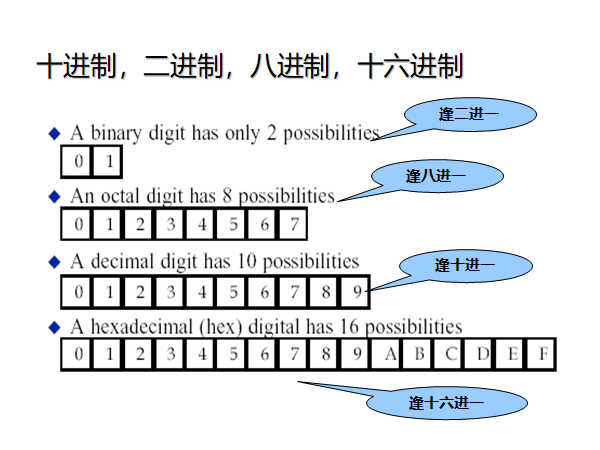 十进制，二进制，八进制，十六进制
逢二进一
A binary digit has only 2 possibilities
0 1
逢八进一
An octal digit has 8 possibilities
0 1 2 3 4 5 6 7
A decimal digit has 10 possibilities
逢十进一
0 1 2 3 4 5 6 7 8 9
A hexadecimal (hex) digital has 16 possibilities
0 1 2 3 4 5 6 7 8 9 A B C D E F
逢十六进一